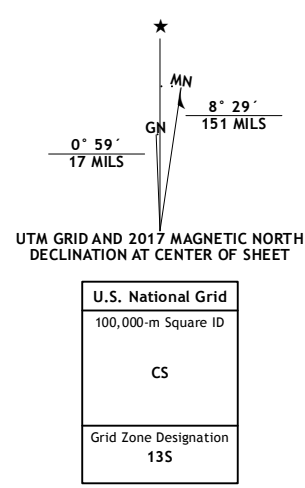 MN
GN
8° 29´
151 MILS
0° 59´
17 MILS
UTM GRID AND 2017 MAGNETIC NORTH
DECLINATION AT CENTER OF SHEET
U.S. National Grid
100,000-m Square ID
CS
Grid Zone Designation
13S